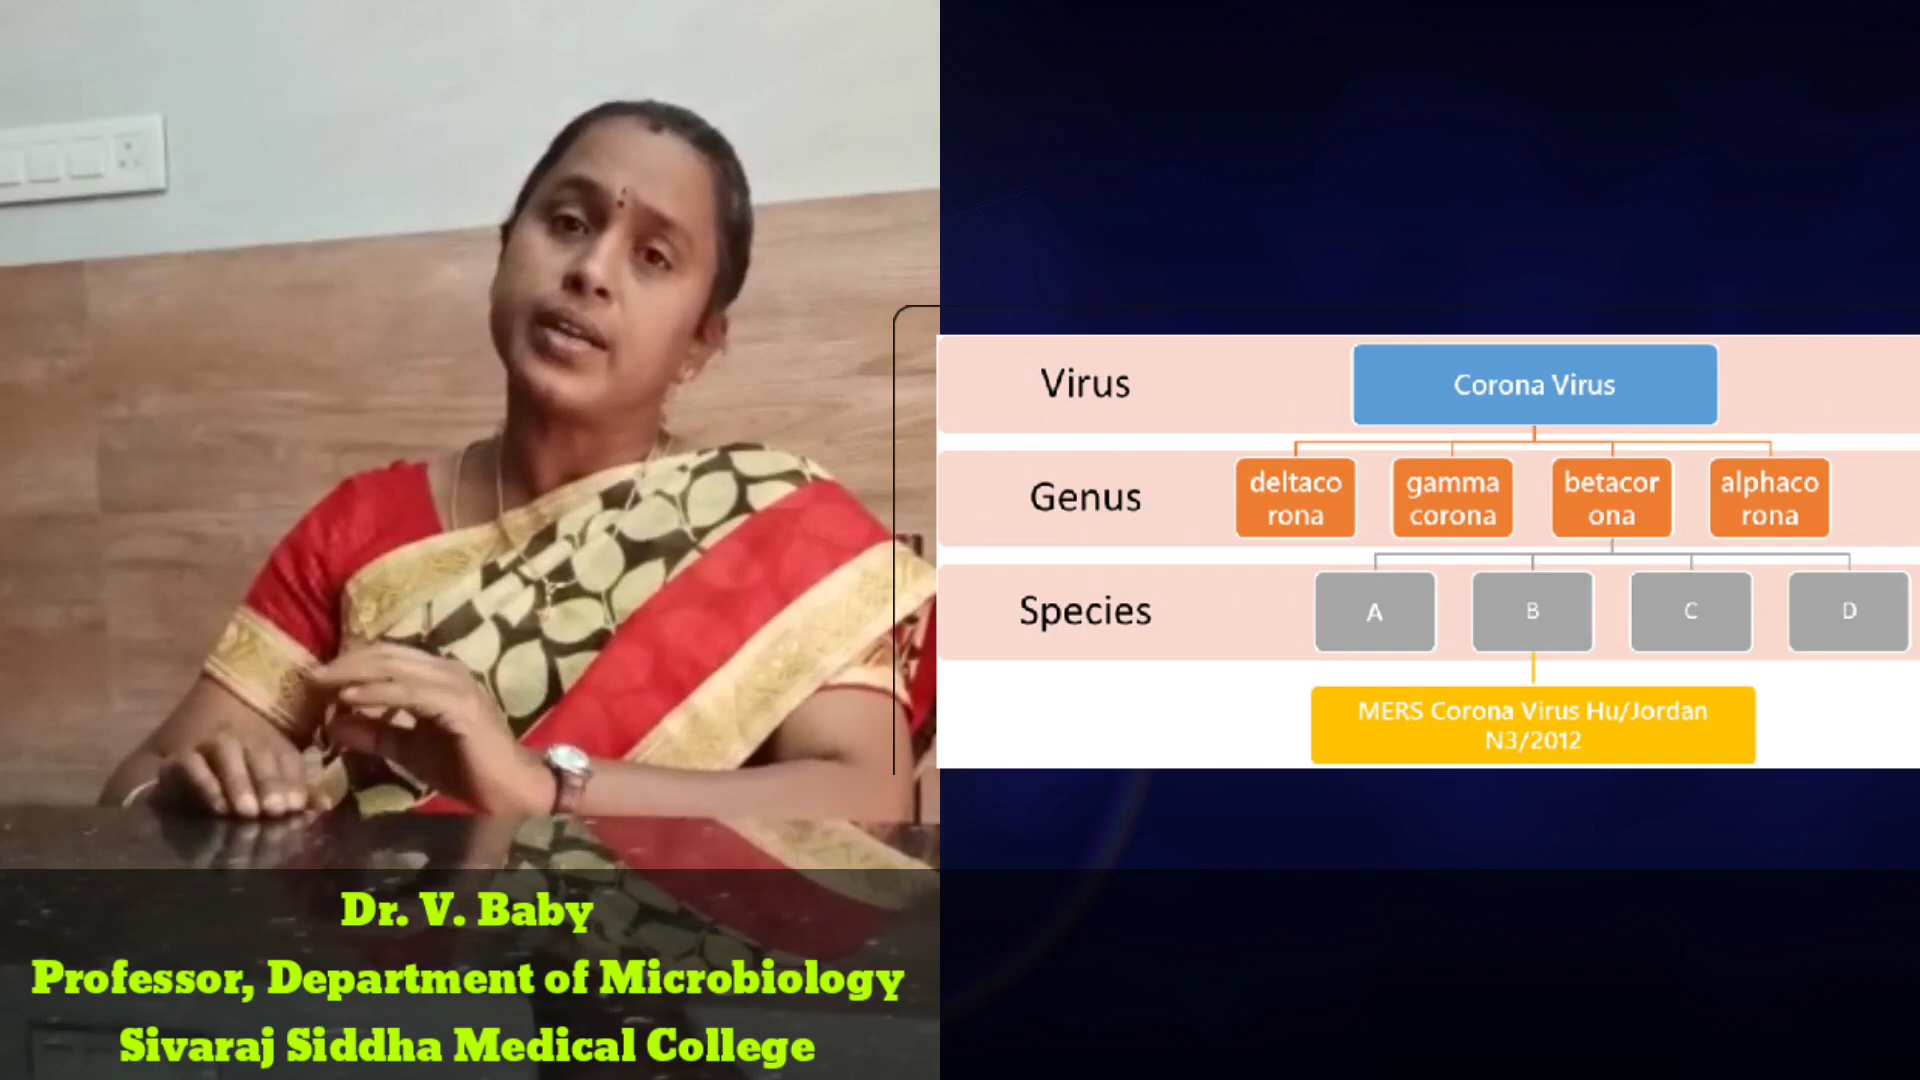 Virus
Corona Virus
Genus
deltaco
rona
gamma
corona
betacor
ona
alphaco
rona
Species
A
B
C
D
MERS Corona Virus Hu/Jordan
N3/2012
Dr. V. Baby
Professor, Department of Microbiology
Sivaraj Siddha Medical College